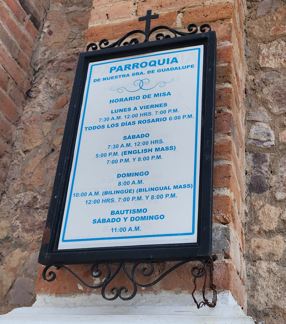 PARROQUIA
DE NUESTRA SRA. DE GUADALUPE
HORARIO DE MISA
LUNES A VIERNES
7:30 A.M. 12:00 HRS. 7:00 P.M.
TODOS LOS DÍAS ROSARIO 6:00 P.M.
SÁBADO
7:30 A.M. 12:00 HRS.
5:00 P.M. (ENGLISH MASS)
7:00 P.M. Y 8:00 P.M.
DOMINGO
8:00 A.M.
10:00 A.M. (BILINGÜE) (BILINGUAL MASS)
12:00 HRS. 7:00 P.M. Y 8:00 P.M.
BAUTISMO
SÁBADO Y DOMINGO
11:00 A.M.